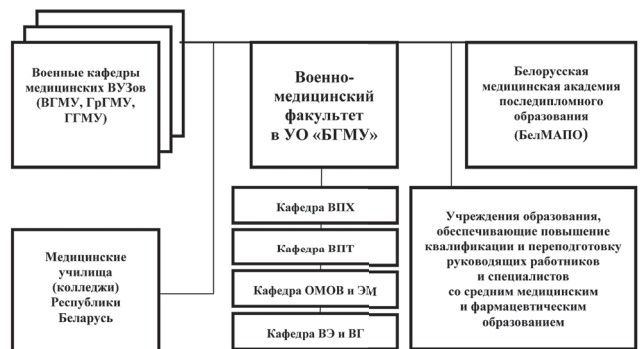 Военные кафедры
медицинских ВУЗов
(ВГМУ, ГрГМУ,
ГГМУ)
Военно-
медицинский
факультет
в УО «БГМУ»
Белорусская
медицинская академия
последипломного
образования
(БелМАПО)
Кафедра ВПХ
Кафедра ВПТ
Кафедра ОМОВ и ЭМ
Кафедра ВЭ и ВГ
Медицинские
училища
(колледжи)
Республики
Беларусь
Учреждения образования,
обеспечивающие повышение
квалификации и переподготовку
руководящих работников
и специалистов
со средним медицинским
и фармацевтическим
образованием